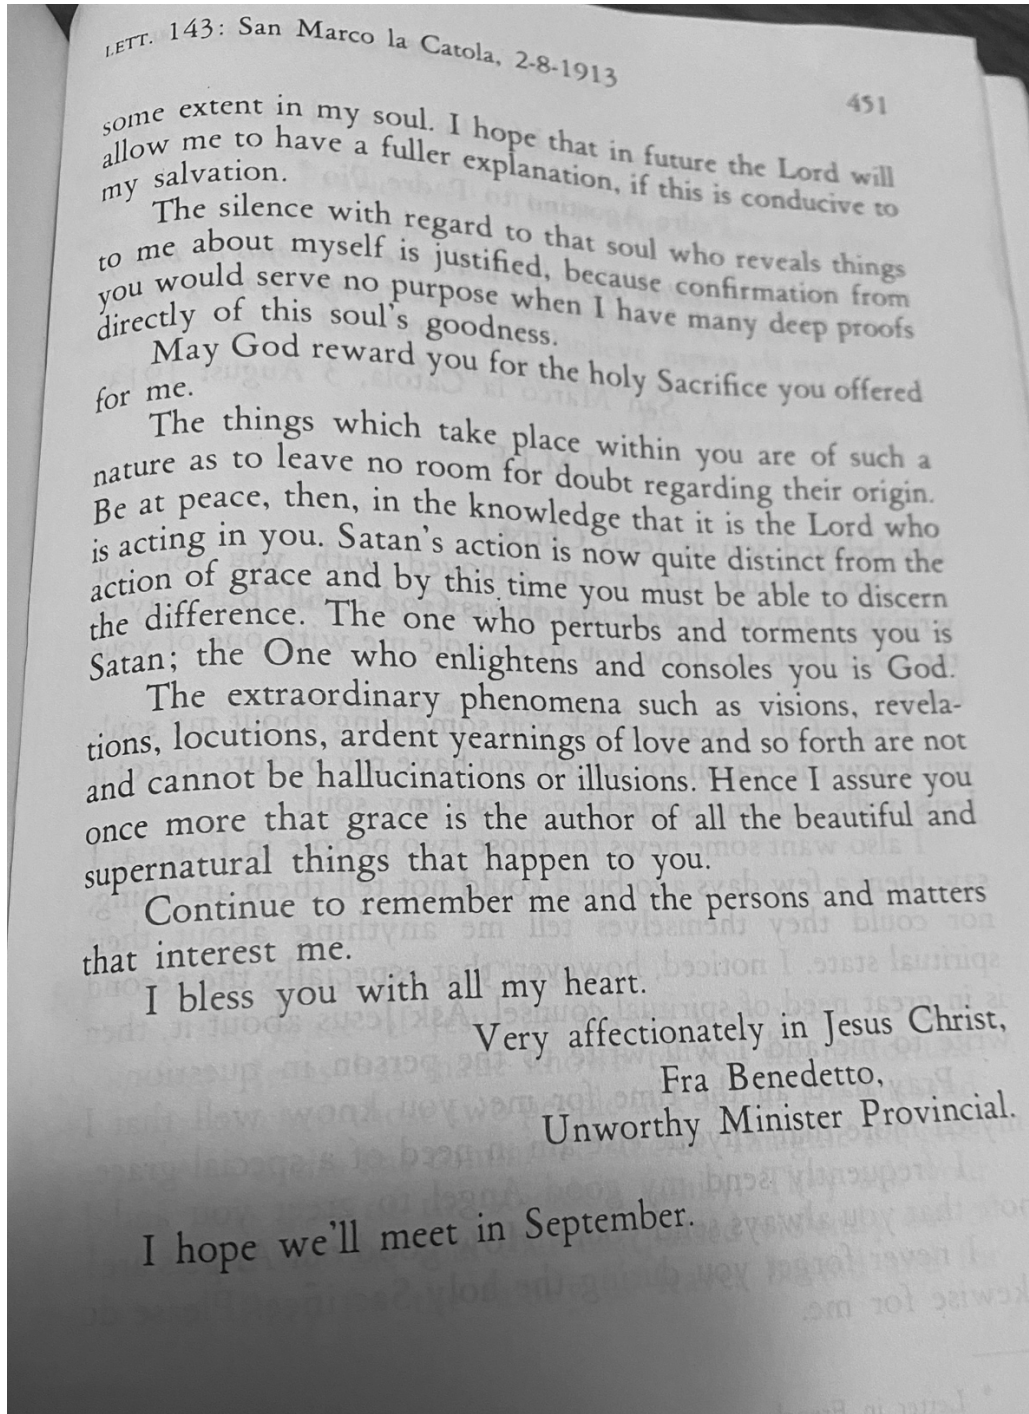 LETT. 143: San Marco la Catola, 2-8-1913
451
some extent in my soul. I hope that in future the Lord will
allow me to have a fuller explanation, if this is conducive to
my salvation.
The silence with regard to that soul who reveals things
to me about myself is justified, because confirmation from
you would serve no purpose when I have many deep proofs
directly of this soul's goodness.
May God reward you for the holy Sacrifice you offered
for me.
The things which take place within you are of such a
nature as to leave no room for doubt regarding their origin.
Be at peace, then, in the knowledge that it is the Lord who
is acting in you. Satan's action is now quite distinct from the
action of grace and by this time you must be able to discern
the difference. The one who perturbs and torments you is
Satan; the One who enlightens and consoles you is God.
The extraordinary phenomena such as visions, revela-
tions, locutions, ardent yearnings of love and so forth are not
and cannot be hallucinations or illusions. Hence I assure you
once more that grace is the author of all the beautiful and
supernatural things that happen to you.
Continue to remember me and the persons and matters
that interest me.
I bless you with all my heart.
Very affectionately in Jesus Christ,
Fra Benedetto,
Unworthy Minister Provincial.
I hope we'll meet in September.